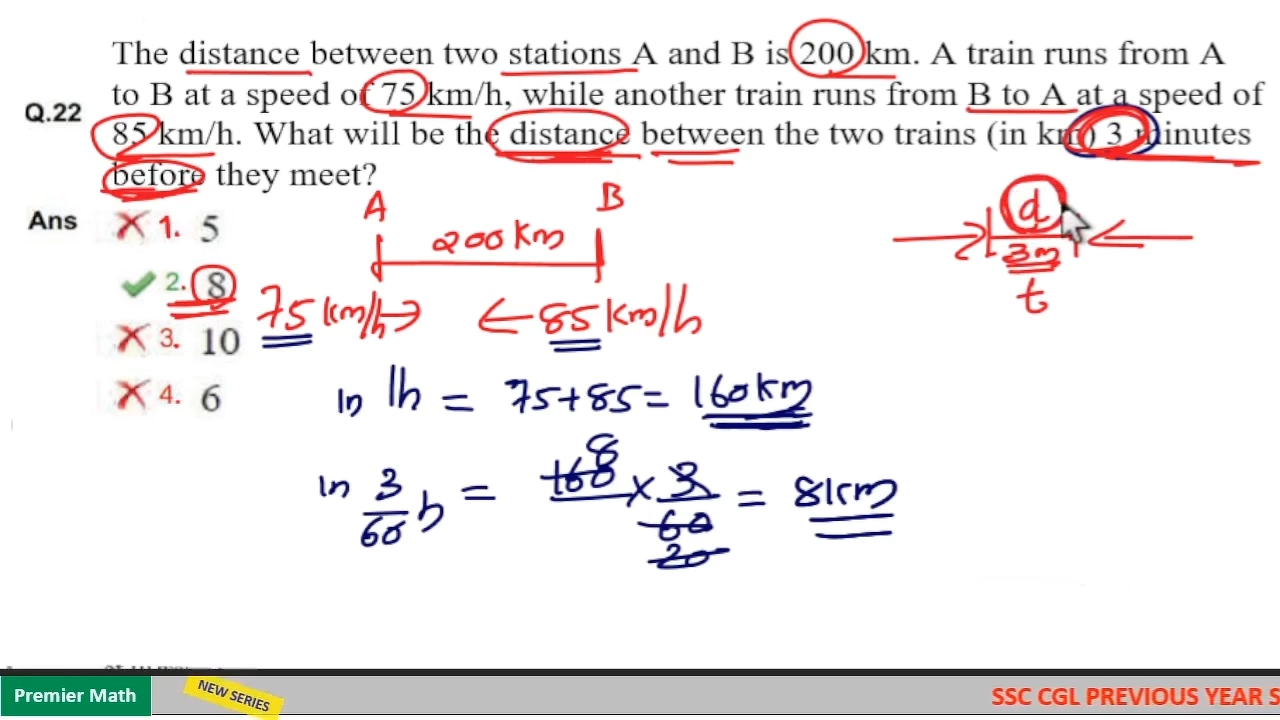 The distance between two stations A and B is 200 km. A train runs from A
Q.22 to B at a speed of 75 km/h, while another train runs from B to A at a speed of
85 km/h. What will be the distance between the two trains (in km) 3 minutes
before they meet?
Ans 1. 5
2. 8
3. 10
4. 6
A B
200 Km
75 km/h → ← 85 Km/h
d
3m
t
In 1h = 75+85 = 160 km
8
In 3/60 h = 160 × 3/60 = 8 km
20
Premier Math NEW SERIES SSC CGL PREVIOUS YEAR S